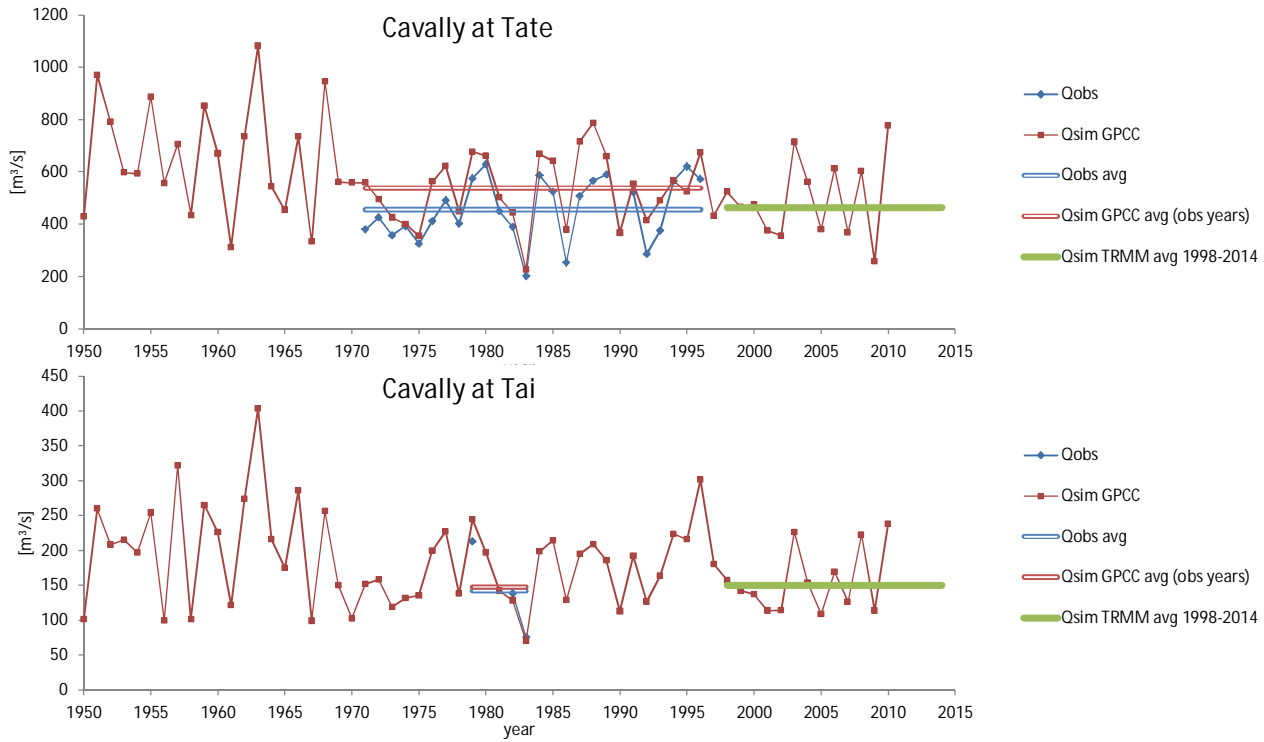 Cavally at Tate
[m³/s]
1200
1000
800
600
400
200
0
1950 1955 1960 1965 1970 1975 1980 1985 1990 1995 2000 2005 2010 2015
Qobs
Qsim GPCC
Qobs avg
Qsim GPCC avg (obs years)
Qsim TRMM avg 1998-2014
Cavally at Tai
[m³/s]
450
400
350
300
250
200
150
100
50
0
1950 1955 1960 1965 1970 1975 1980 1985 1990 1995 2000 2005 2010 2015
year
Qobs
Qsim GPCC
Qobs avg
Qsim GPCC avg (obs years)
Qsim TRMM avg 1998-2014